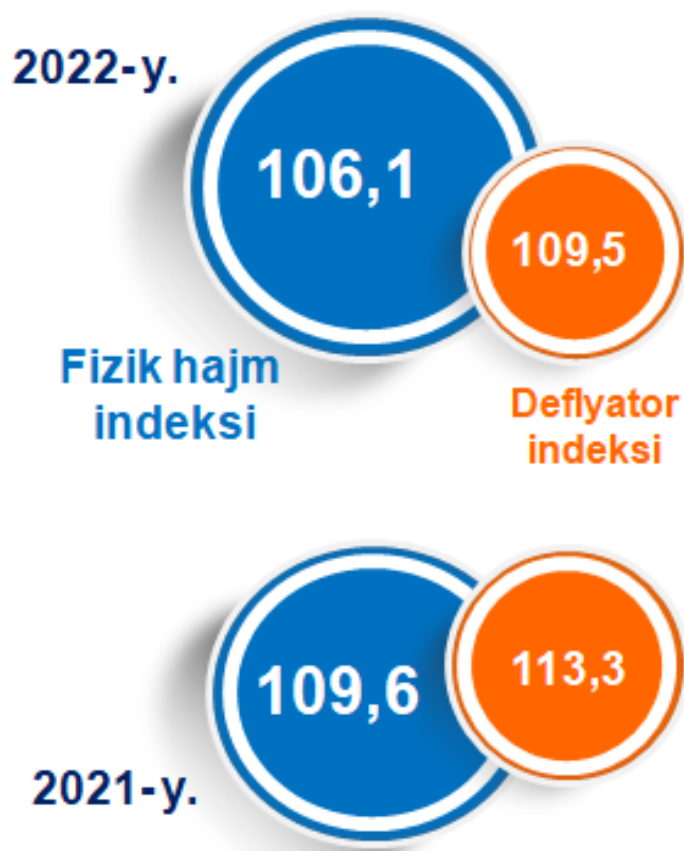 2022-y.
106,1
109,5
Fizik hajm
indeksi
Deflyator
indeksi
109,6
113,3
2021-y.